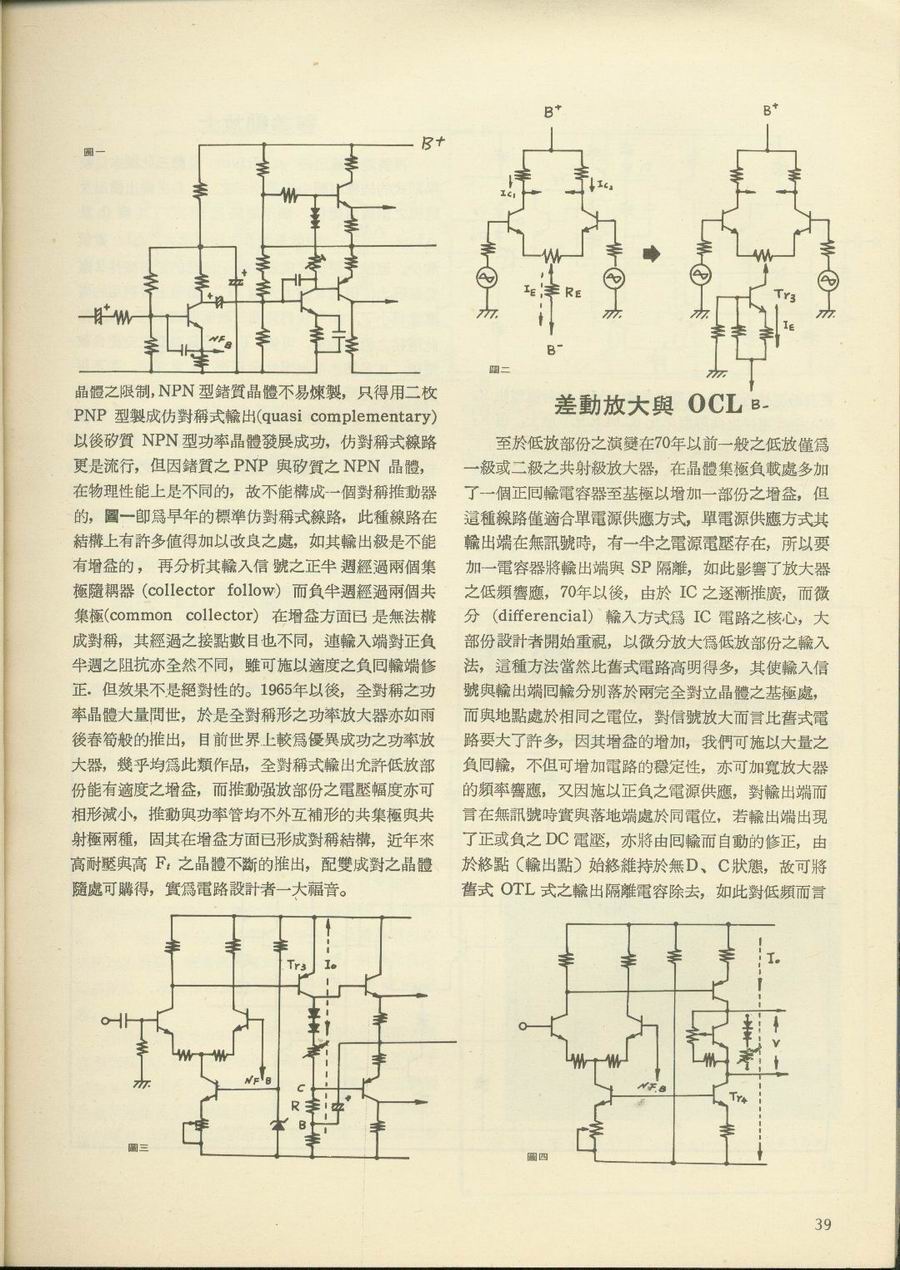 圖一
B+
NF
B
晶體之限制, NPN 型鍺質晶體不易煉製，只得用二枚
PNP 型製成仿對稱式輸出(quasi complementary)
以後矽質 NPN 型功率晶體發展成功，仿對稱式線路
更是流行，但因鍺質之 PNP 與矽質之 NPN 晶體，
在物理性能上是不同的，故不能構成一個對稱推動器
的，圖一卽爲早年的標準仿對稱式線路，此種線路在
結構上有許多值得加以改良之處，如其輸出級是不能
有增益的，再分析其輸入信號之正半週經過兩個集
極隨耦器 (collector follow) 而負半週經過兩個共
集極(common collector) 在增益方面已是無法構
成對稱，其經過之接點數目也不同，連輸入端對正負
半週之阻抗亦全然不同，雖可施以適度之負回輸端修
正．但效果不是絕對性的。1965年以後，全對稱之功
率晶體大量問世，於是全對稱形之功率放大器亦如雨
後春筍般的推出，目前世界上較爲優異成功之功率放
大器，幾乎均爲此類作品，全對稱式輸出允許低放部
份能有適度之增益，而推動强放部份之電壓幅度亦可
相形減小，推動與功率管均不外互補形的共集極與共
射極兩種，固其在增益方面已形成對稱結構，近年來
高耐壓與高 Ft 之晶體不斷的推出，配雙成對之晶體
隨處可購得，實爲電路設計者一大福音。
Tr3
Io
NF B
C
R
B
圖三
B+
Ic1
Ic2
IE
RE
B-
圖二
B+
Tr3
IE
B-
差動放大與 OCL
至於低放部份之演變在70年以前一般之低放僅爲
一級或二級之共射級放大器，在晶體集極負載處多加
了一個正回輸電容器至基極以增加一部份之增益，但
這種線路僅適合單電源供應方式，單電源供應方式其
輸出端在無訊號時，有一半之電源電壓存在，所以要
加一電容器將輸出端與 SP 隔離，如此影響了放大器
之低頻響應，70年以後，由於 IC 之逐漸推廣，而微
分 (differencial) 輸入方式爲 IC 電路之核心，大
部份設計者開始重視，以微分放大爲低放部份之輸入
法，這種方法當然比舊式電路高明得多，其使輸入信
號與輸出端回輸分別落於兩完全對立晶體之基極處，
而與地點處於相同之電位，對信號放大而言比舊式電
路要大了許多，因其增益的增加，我們可施以大量之
負回輸，不但可增加電路的穩定性，亦可加寬放大器
的頻率響應，又因施以正負之電源供應，對輸出端而
言在無訊號時實與落地端處於同電位，若輸出端出現
了正或負之 DC 電壓，亦將由回輸而自動的修正，由
於終點（輸出點）始終維持於無D、C狀態，故可將
舊式 OTL 式之輸出隔離電容除去，如此對低頻而言
Io
V
NF.B
Tr4
圖四
39